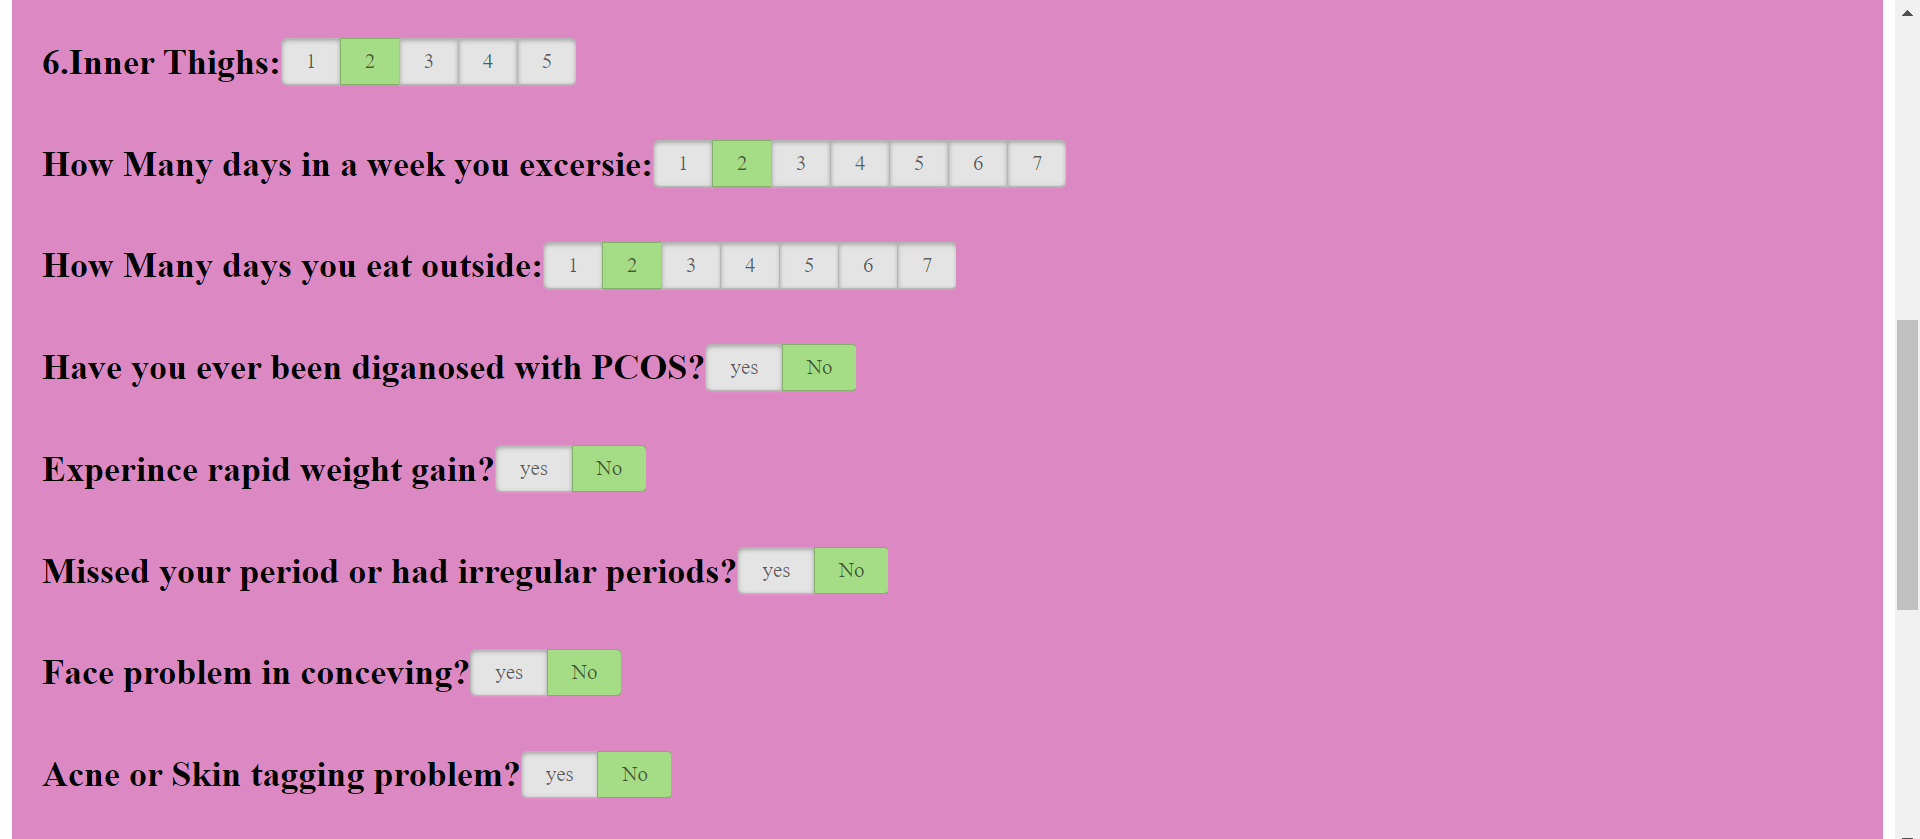 6.Inner Thighs: 1 2 3 4 5
How Many days in a week you excersie: 1 2 3 4 5 6 7
How Many days you eat outside: 1 2 3 4 5 6 7
Have you ever been diganosed with PCOS? yes No
Experince rapid weight gain? yes No
Missed your period or had irregular periods? yes No
Face problem in conceving? yes No
Acne or Skin tagging problem? yes No